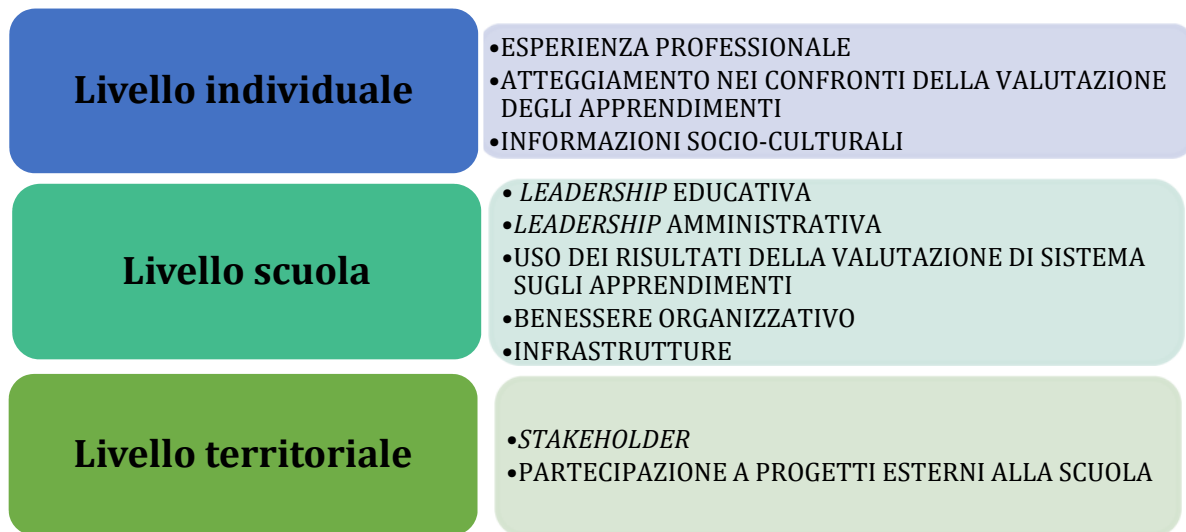 Livello individuale
•ESPERIENZA PROFESSIONALE
•ATTEGGIAMENTO NEI CONFRONTI DELLA VALUTAZIONE
DEGLI APPRENDIMENTI
•INFORMAZIONI SOCIO-CULTURALI
Livello scuola
• LEADERSHIP EDUCATIVA
•LEADERSHIP AMMINISTRATIVA
•USO DEI RISULTATI DELLA VALUTAZIONE DI SISTEMA
SUGLI APPRENDIMENTI
•BENESSERE ORGANIZZATIVO
•INFRASTRUTTURE
Livello territoriale
•STAKEHOLDER
•PARTECIPAZIONE A PROGETTI ESTERNI ALLA SCUOLA